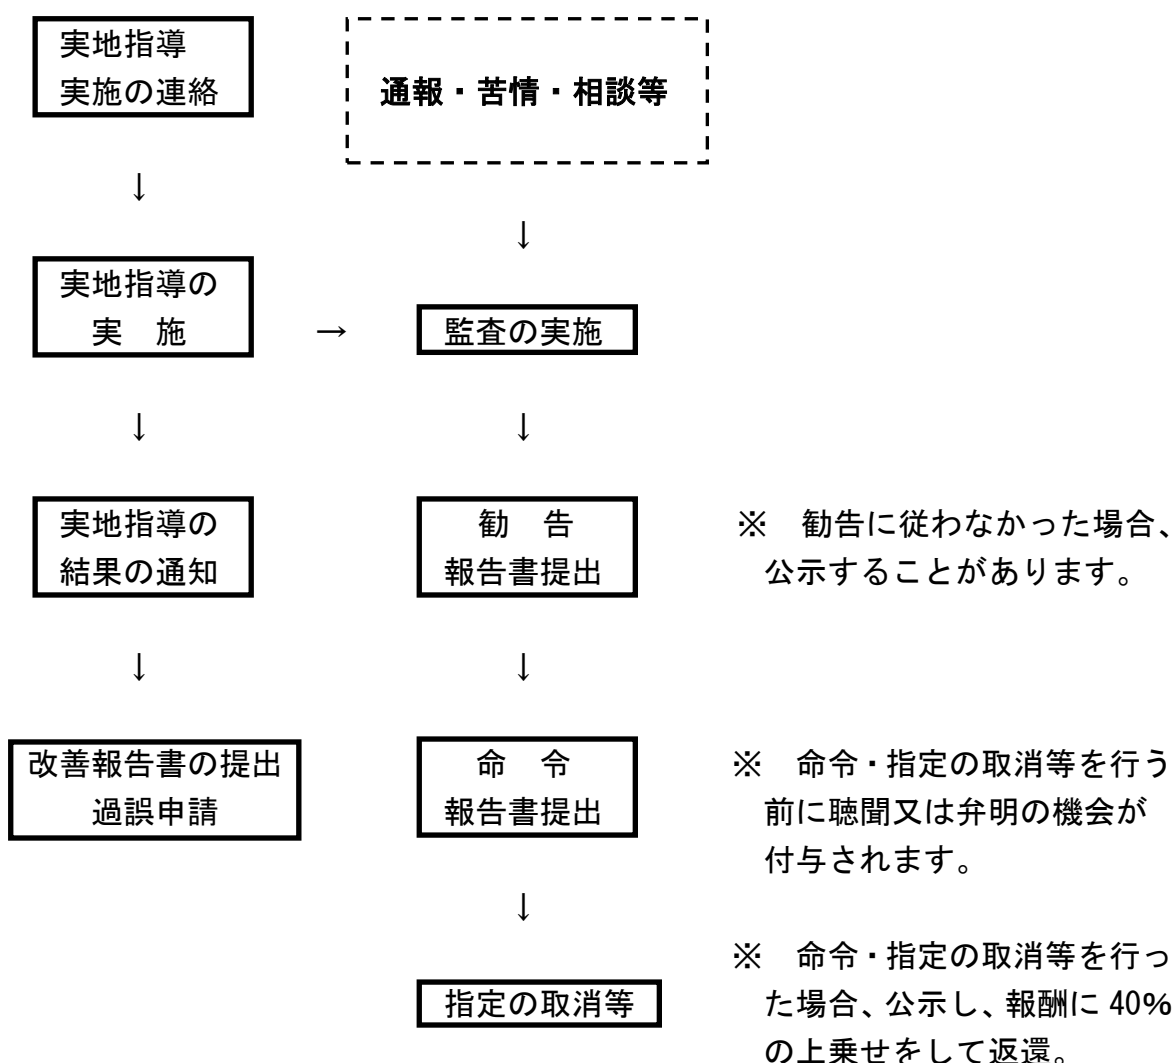 実地指導
実施の連絡
通報・苦情・相談等
↓
↓
実地指導の
実　施
→
監査の実施
↓
↓
実地指導の
結果の通知
勧　告
報告書提出
※　勧告に従わなかった場合、
公示することがあります。
↓
↓
改善報告書の提出
過誤申請
命　令
報告書提出
※　命令・指定の取消等を行う
前に聴聞又は弁明の機会が
付与されます。
↓
指定の取消等
※　命令・指定の取消等を行っ
た場合、公示し、報酬に 40%
の上乗せをして返還。